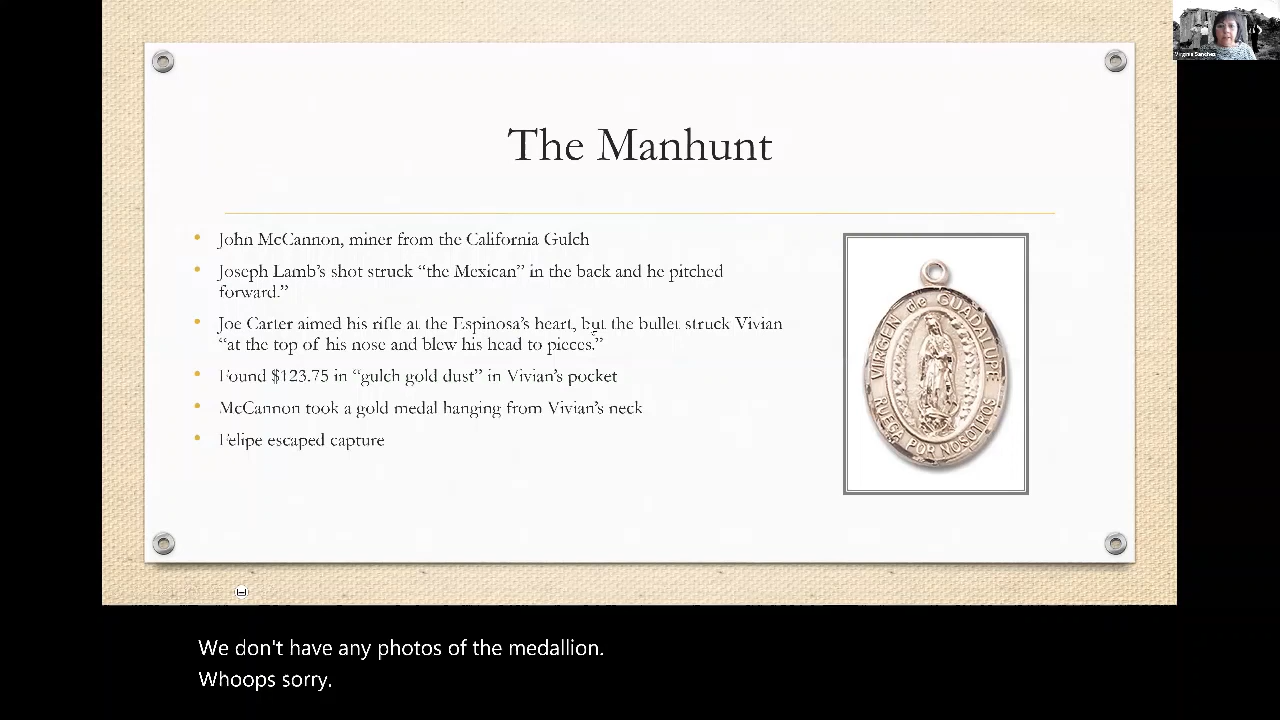 Virginia Sanchez
The Manhunt
John McCannon, miner from the California Gulch
Joseph Lamb's shot struck “the Mexican” in the back and he pitched
forward.”
Joe Carter aimed his rifle at the Espinosa's heart, but the bullet struck Vivian
“at the top of his nose and blew his head to pieces.”
Found $123.75 in “gulch gold dust” in Vivian's pocket
McCannon took a gold medal hanging from Vivian's neck
Felipe escaped capture
VIRGEN de GUADALUPE
RUEGA POR NOSOTROS
We don't have any photos of the medallion.
Whoops sorry.